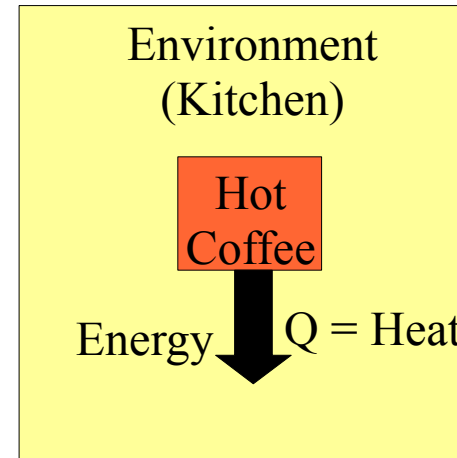 Environment
(Kitchen)
Hot
Coffee
Energy
Q = Heat